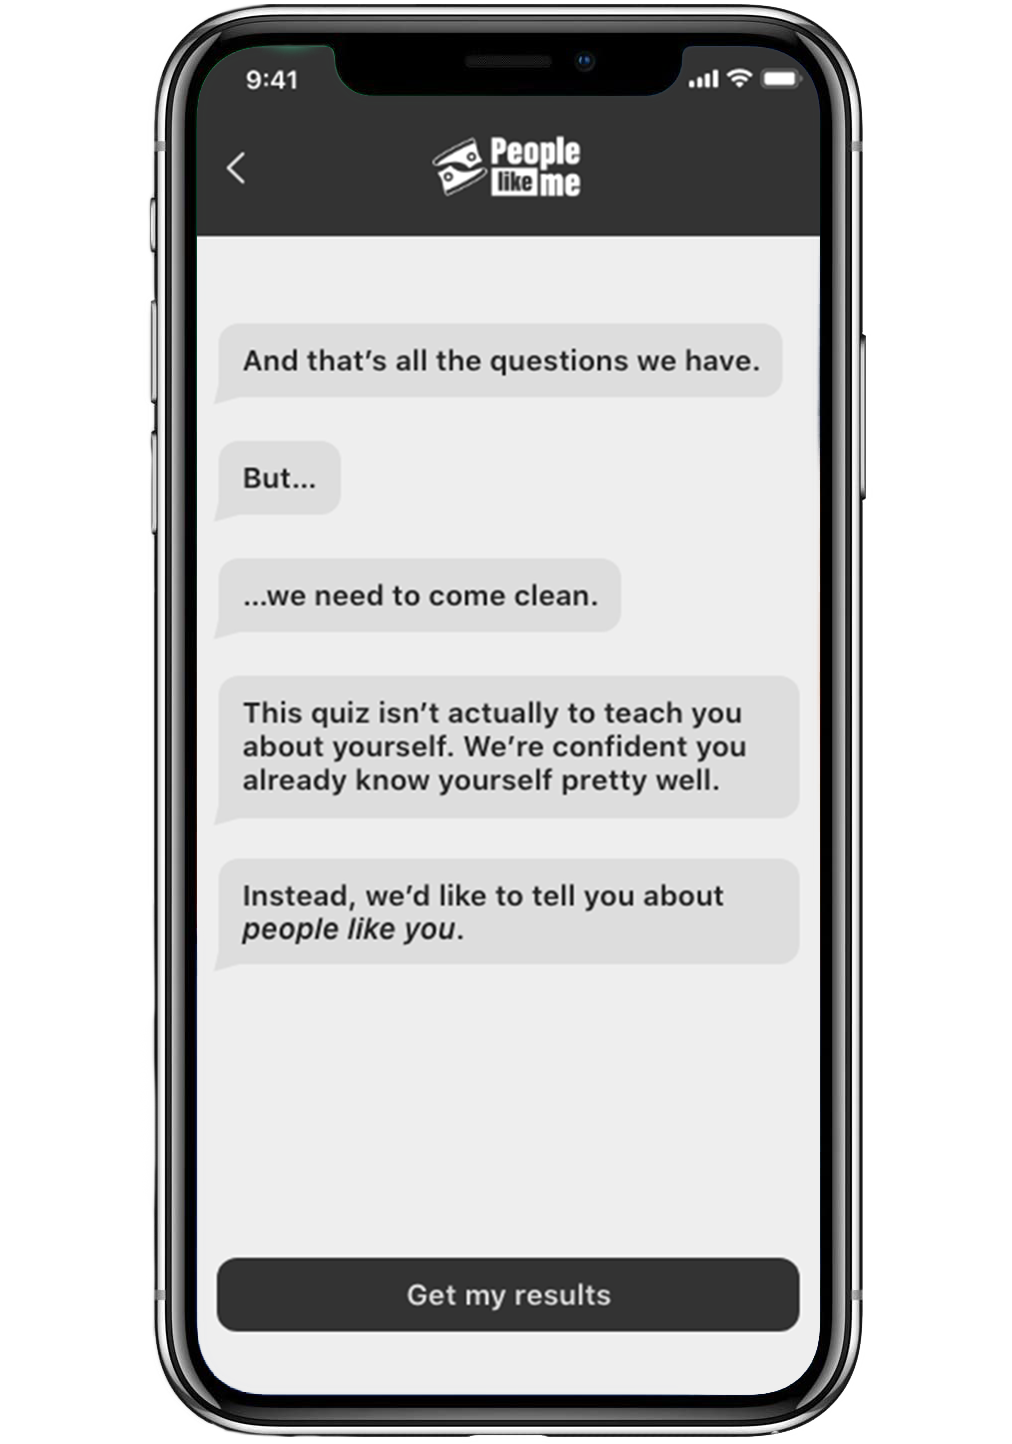 9:41
People
like me
And that's all the questions we have.
But...
...we need to come clean.
This quiz isn't actually to teach you
about yourself. We're confident you
already know yourself pretty well.
Instead, we'd like to tell you about
people like you.
Get my results